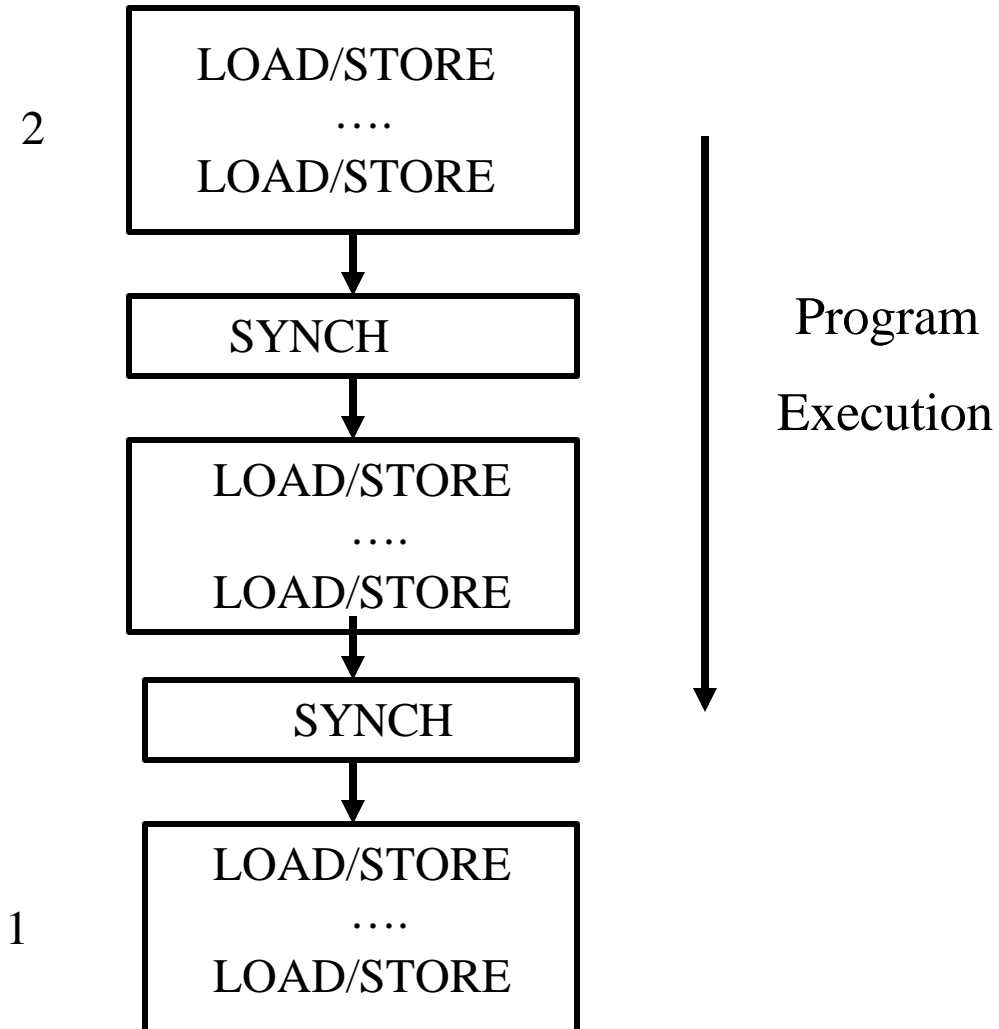 LOAD/STORE
….
LOAD/STORE
2
SYNCH
Program
Execution
LOAD/STORE
….
LOAD/STORE
SYNCH
LOAD/STORE
….
LOAD/STORE
1